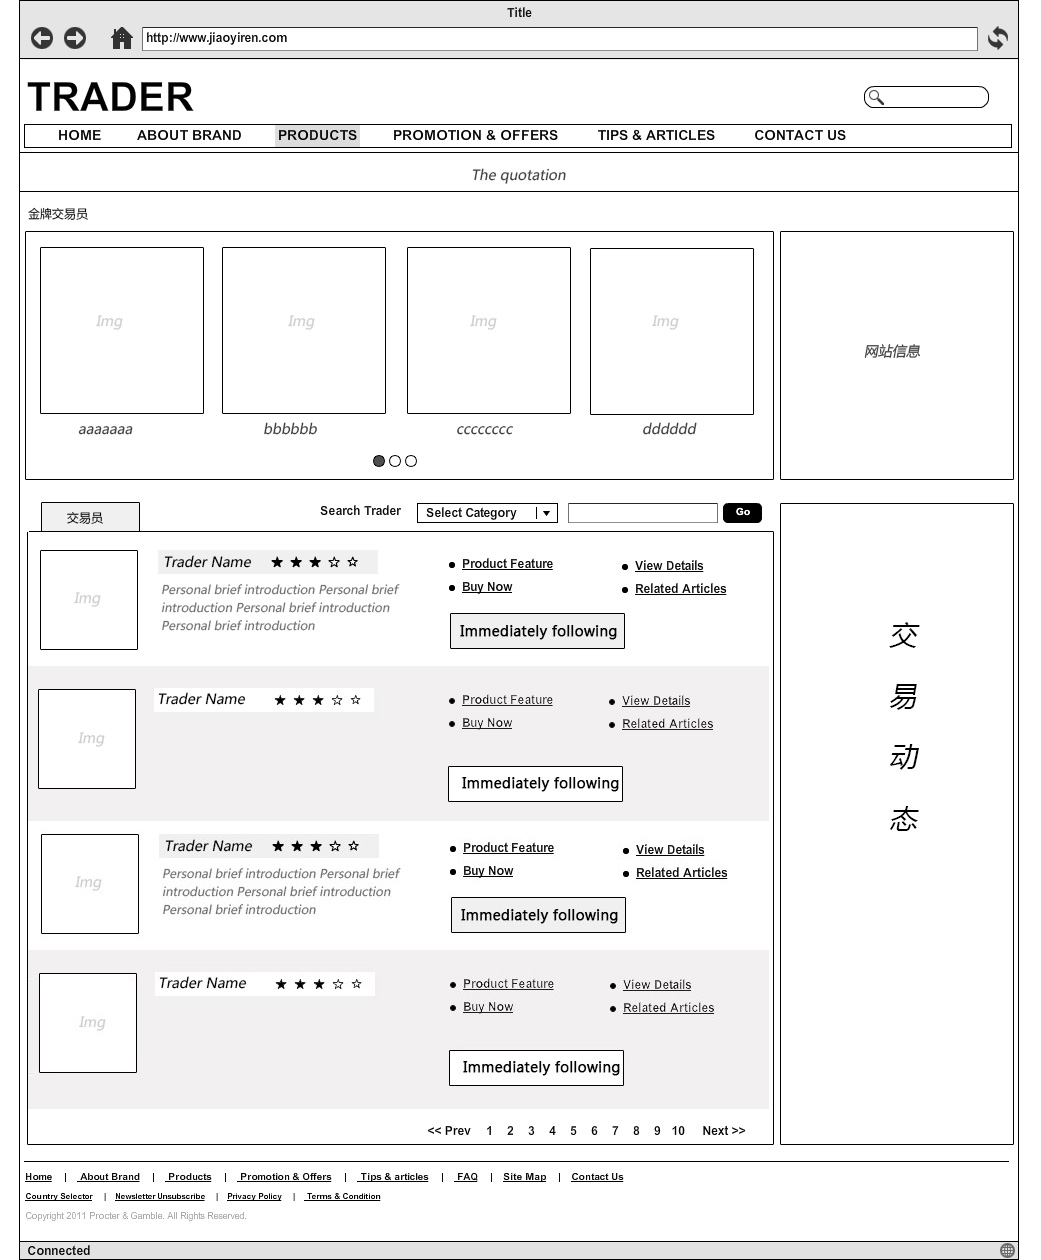 Title
http://www.jiaoyiren.com
TRADER
HOME ABOUT BRAND PRODUCTS PROMOTION & OFFERS TIPS & ARTICLES CONTACT US
The quotation
金牌交易员
Img Img Img Img
网站信息
aaaaaaa bbbbbb cccccccc dddddd
交易员 Search Trader Select Category Go
Trader Name
Product Feature View Details
Buy Now Related Articles
Img
Personal brief introduction Personal brief
introduction Personal brief introduction
Personal brief introduction
Immediately following
Trader Name
Product Feature View Details
Buy Now Related Articles
Img
Immediately following
Trader Name
Product Feature View Details
Buy Now Related Articles
Img
Personal brief introduction Personal brief
introduction Personal brief introduction
Personal brief introduction
Immediately following
Trader Name
Product Feature View Details
Buy Now Related Articles
Img
Immediately following
交
易
动
态
<< Prev 1 2 3 4 5 6 7 8 9 10 Next >>
Home | About Brand | Products | Promotion & Offers | Tips & articles | FAQ | Site Map | Contact Us
Country Selector | Newsletter Unsubscribe | Privacy Policy | Terms & Condition
Copyright 2011 Procter & Gamble. All Rights Reserved.
Connected